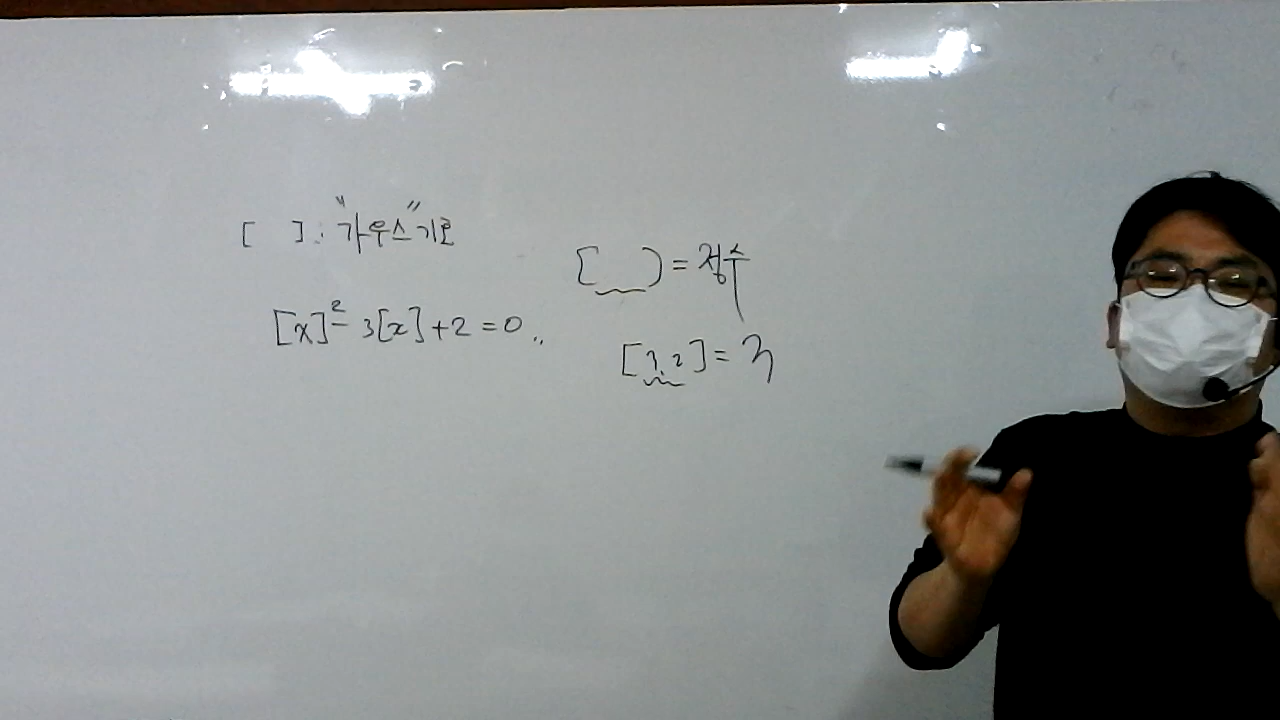 [ ] : "가우스"기호
[x]² - 3[x] + 2 = 0..
[ ] = 정수
[3.2] = 3